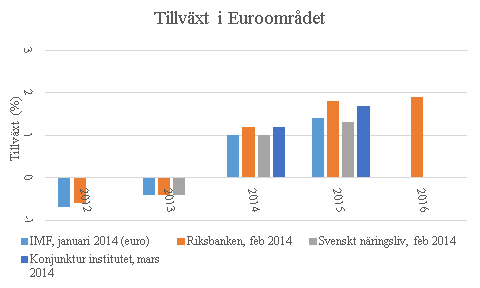 Tillväxt i Euroområdet
Tillväxt (%)
3
2
1
0
-1
2012
2013
2014
2015
2016
IMF, januari 2014 (euro)
Riksbanken, feb 2014
Svenskt näringsliv, feb 2014
Konjunktur institutet, mars
2014